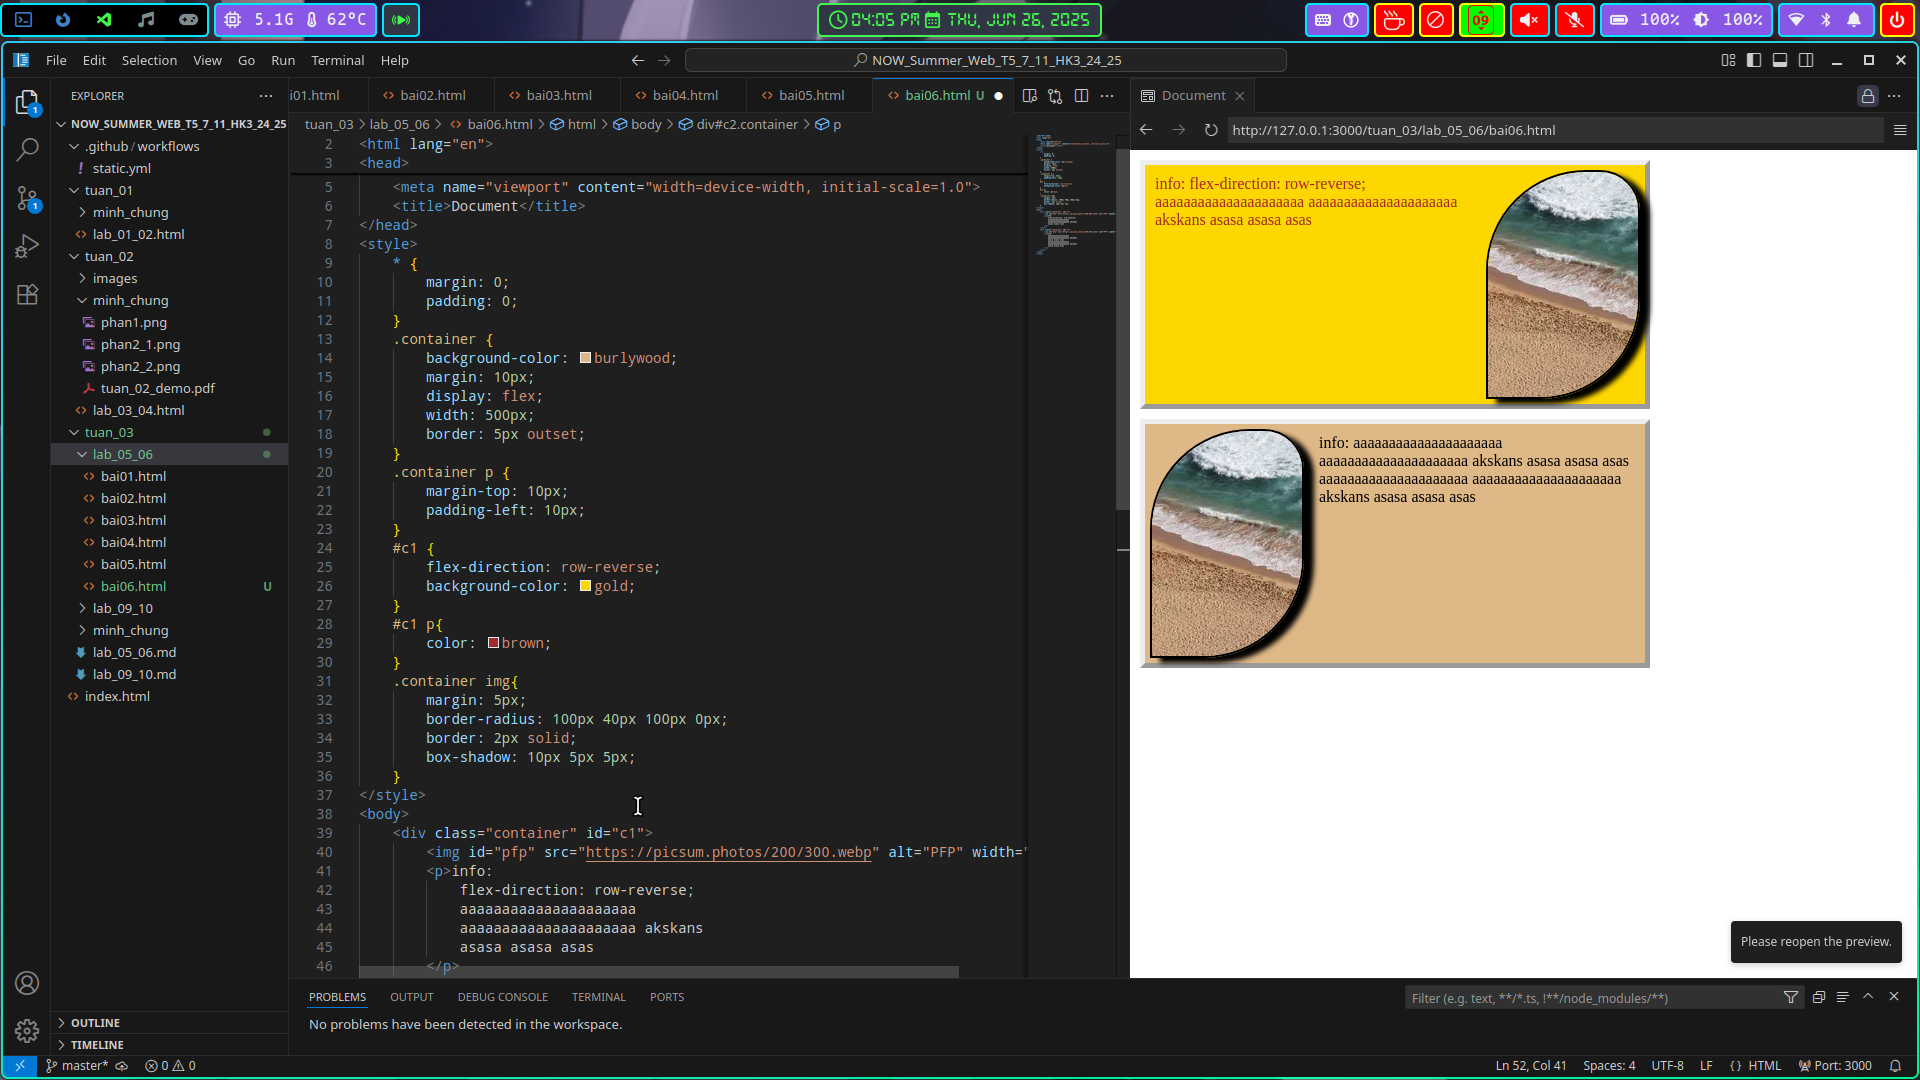 5.1G 62°C
04:05 PM THU, JUN 26, 2025
09
100% 100%
File Edit Selection View Go Run Terminal Help
NOW_Summer_Web_T5_7_11_HK3_24_25
EXPLORER
NOW_SUMMER_WEB_T5_7_11_HK3_24_25
.github / workflows
static.yml
tuan_01
minh_chung
lab_01_02.html
tuan_02
images
minh_chung
phan1.png
phan2_1.png
phan2_2.png
tuan_02_demo.pdf
lab_03_04.html
tuan_03
lab_05_06
bai01.html
bai02.html
bai03.html
bai04.html
bai05.html
bai06.html U
lab_09_10
minh_chung
lab_05_06.md
lab_09_10.md
index.html
OUTLINE
TIMELINE
i01.html bai02.html bai03.html bai04.html bai05.html bai06.html U
tuan_03 > lab_05_06 > bai06.html > html > body > div#c2.container > p
2 <html lang="en">
3 <head>
5 <meta name="viewport" content="width=device-width, initial-scale=1.0">
6 <title>Document</title>
7 </head>
8 <style>
9 * {
10 margin: 0;
11 padding: 0;
12 }
13 .container {
14 background-color: burlywood;
15 margin: 10px;
16 display: flex;
17 width: 500px;
18 border: 5px outset;
19 }
20 .container p {
21 margin-top: 10px;
22 padding-left: 10px;
23 }
24 #c1 {
25 flex-direction: row-reverse;
26 background-color: gold;
27 }
28 #c1 p{
29 color: brown;
30 }
31 .container img{
32 margin: 5px;
33 border-radius: 100px 40px 100px 0px;
34 border: 2px solid;
35 box-shadow: 10px 5px 5px;
36 }
37 </style>
38 <body>
39 <div class="container" id="c1">
40 <img id="pfp" src="https://picsum.photos/200/300.webp" alt="PFP" width="
41 <p>info:
42 flex-direction: row-reverse;
43 aaaaaaaaaaaaaaaaaaaaa
44 aaaaaaaaaaaaaaaaaaaaa akskans
45 asasa asasa asas
46 </p>
Document
http://127.0.0.1:3000/tuan_03/lab_05_06/bai06.html
info: flex-direction: row-reverse;
aaaaaaaaaaaaaaaaaaaaa aaaaaaaaaaaaaaaaaaaaa
akskans asasa asasa asas
info: aaaaaaaaaaaaaaaaaaaaa
aaaaaaaaaaaaaaaaaaaaa akskans asasa asasa asas
aaaaaaaaaaaaaaaaaaaaa aaaaaaaaaaaaaaaaaaaaa
akskans asasa asasa asas
Please reopen the preview.
PROBLEMS OUTPUT DEBUG CONSOLE TERMINAL PORTS
Filter (e.g. text, **/*.ts, !**/node_modules/**)
No problems have been detected in the workspace.
master* 0 0
Ln 52, Col 41 Spaces: 4 UTF-8 LF {} HTML Port: 3000